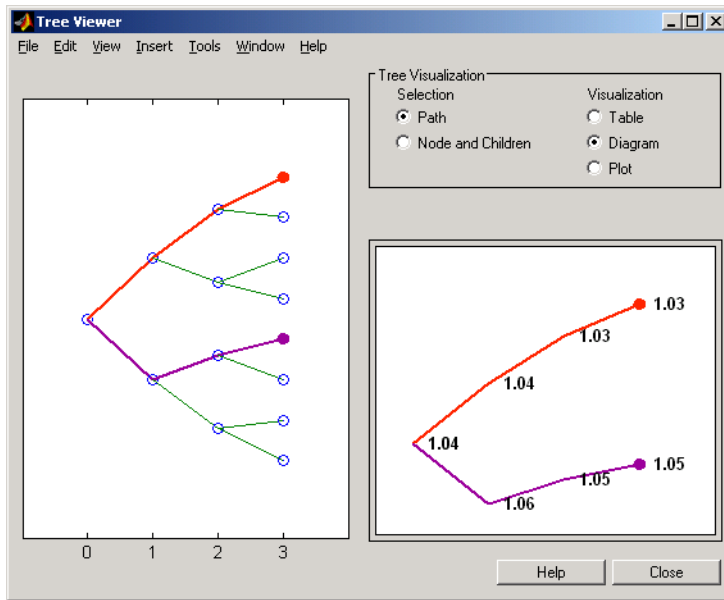 Tree Viewer
File Edit View Insert Tools Window Help
Tree Visualization
Selection
Visualization
Path
Table
Node and Children
Diagram
Plot
1.03
1.03
1.04
1.04
1.05
1.05
1.06
0 1 2 3
Help
Close